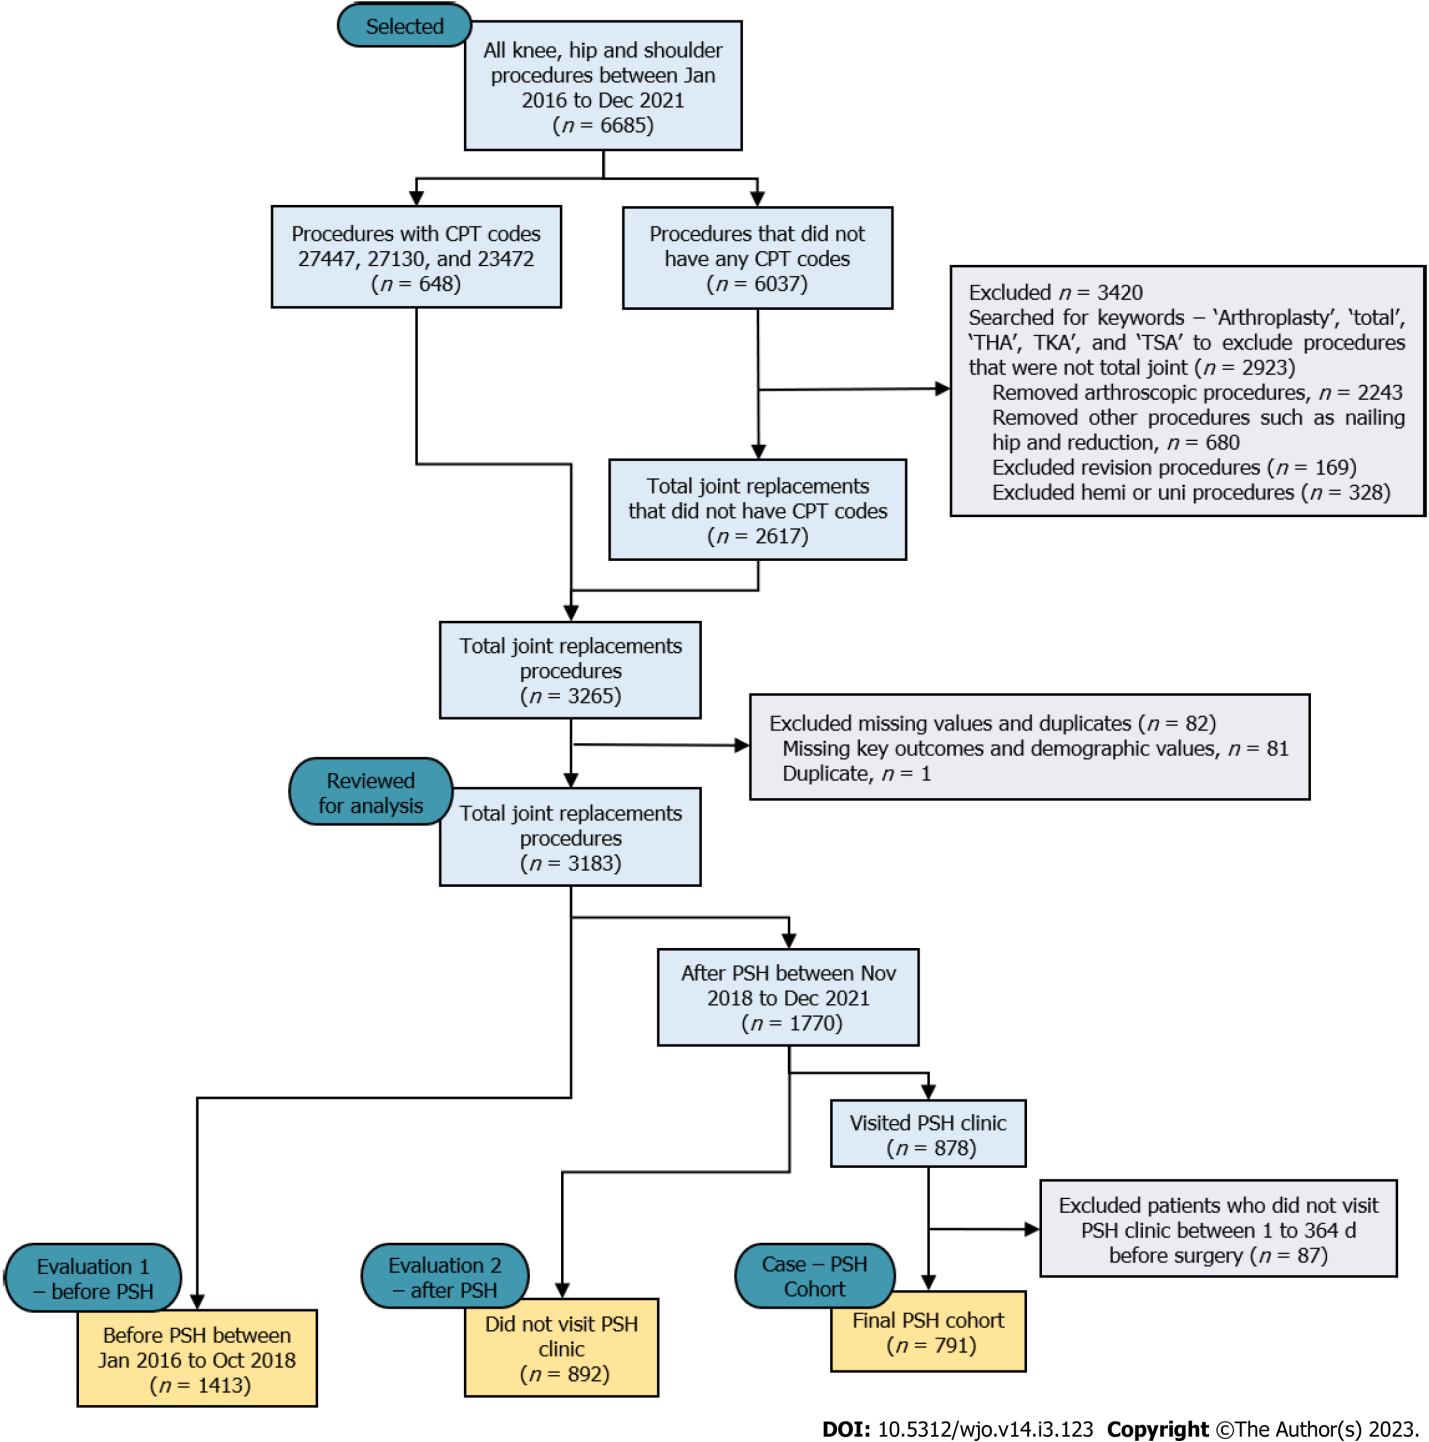 Selected
All knee, hip and shoulder
procedures between Jan
2016 to Dec 2021
(n = 6685)
Procedures with CPT codes
27447, 27130, and 23472
(n = 648)
Procedures that did not
have any CPT codes
(n = 6037)
Excluded n = 3420
Searched for keywords – ‘Arthroplasty’, ‘total’,
‘THA’, TKA’, and ‘TSA’ to exclude procedures
that were not total joint (n = 2923)
Removed arthroscopic procedures, n = 2243
Removed other procedures such as nailing
hip and reduction, n = 680
Excluded revision procedures (n = 169)
Excluded hemi or uni procedures (n = 328)
Total joint replacements
that did not have CPT codes
(n = 2617)
Total joint replacements
procedures
(n = 3265)
Excluded missing values and duplicates (n = 82)
Missing key outcomes and demographic values, n = 81
Duplicate, n = 1
Reviewed
for analysis
Total joint replacements
procedures
(n = 3183)
After PSH between Nov
2018 to Dec 2021
(n = 1770)
Visited PSH clinic
(n = 878)
Excluded patients who did not visit
PSH clinic between 1 to 364 d
before surgery (n = 87)
Evaluation 1
– before PSH
Before PSH between
Jan 2016 to Oct 2018
(n = 1413)
Evaluation 2
– after PSH
Did not visit PSH
clinic
(n = 892)
Case – PSH
Cohort
Final PSH cohort
(n = 791)
DOI: 10.5312/wjo.v14.i3.123 Copyright ©The Author(s) 2023.